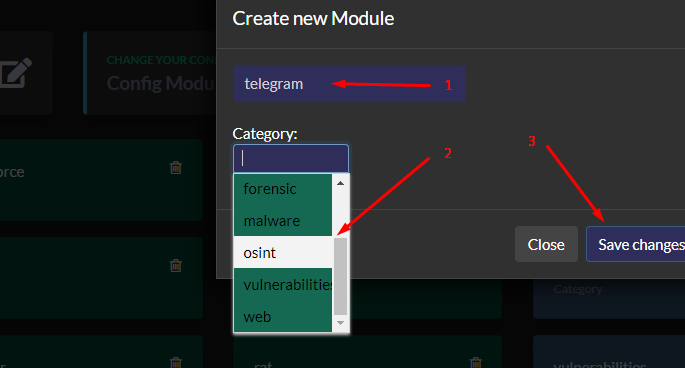 Create new Module
CHANGE YOUR CON
Config Modu
telegram
1
Category:
2
3
orce
forensic
malware
osint
vulnerabilities
web
Close
Save changes
Category
rat
vulnerabilities